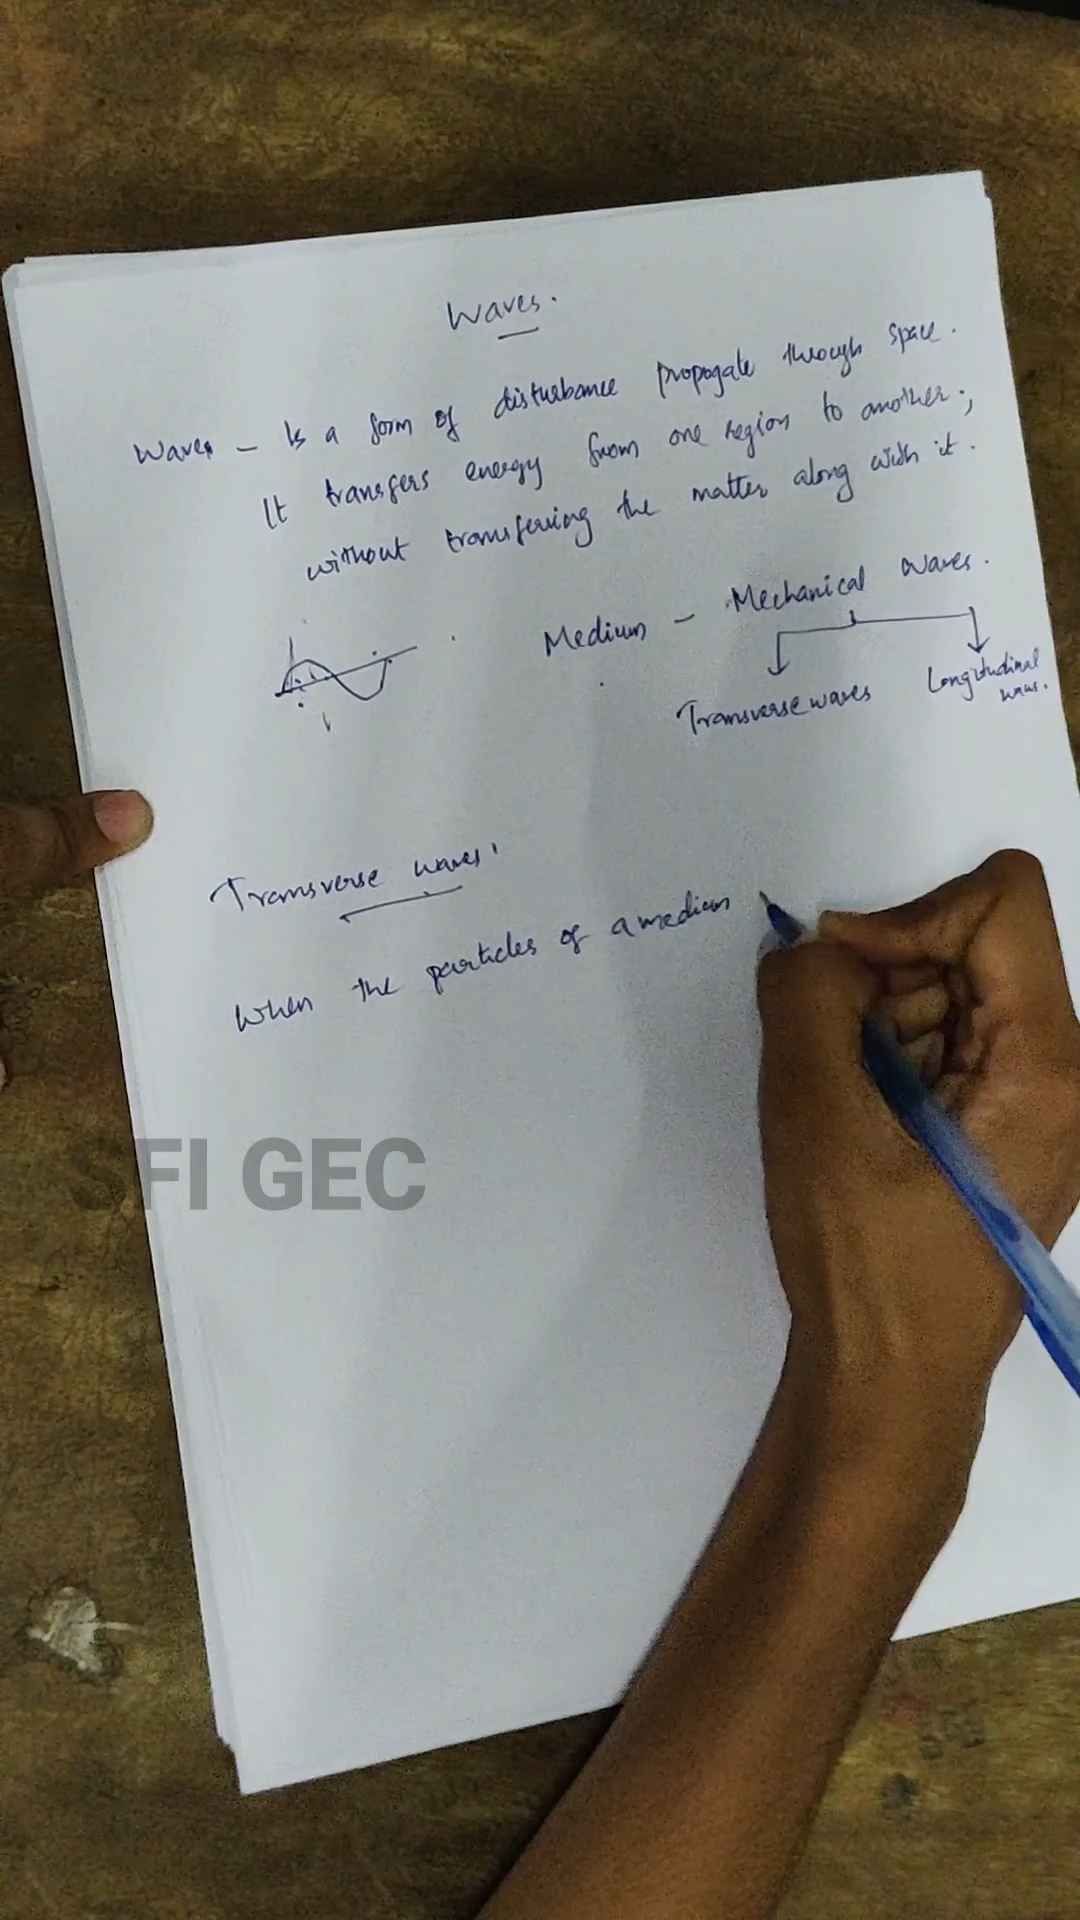 Waves.
Waves - Is a form of disturbance propogate through space.
It transfers energy from one region to another;
without transferring the matter along with it.
Medium - Mechanical waves.
Transverse waves
Longitudinal
waves.
Transverse waves.
When the particles of a medium
SFI GEC